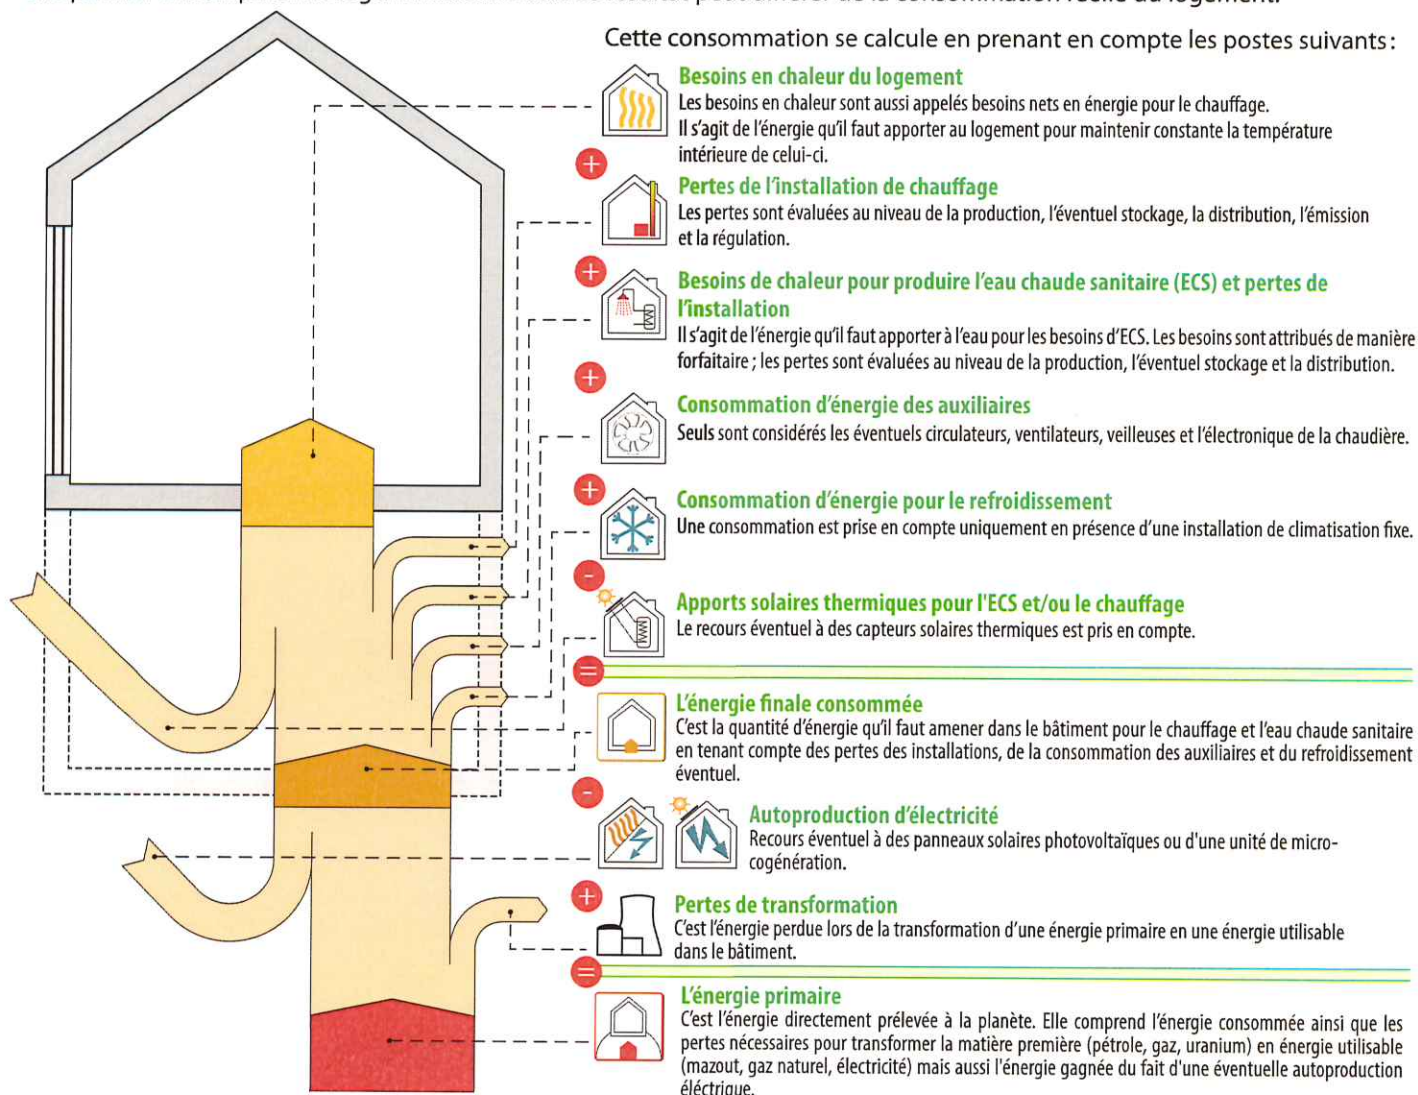 Cette consommation se calcule en prenant en compte les postes suivants :
Besoins en chaleur du logement
Les besoins en chaleur sont aussi appelés besoins nets en énergie pour le chauffage.
Il s'agit de l'énergie qu'il faut apporter au logement pour maintenir constante la température
intérieure de celui-ci.
+
Pertes de l'installation de chauffage
Les pertes sont évaluées au niveau de la production, l'éventuel stockage, la distribution, l'émission
et la régulation.
+
Besoins de chaleur pour produire l'eau chaude sanitaire (ECS) et pertes de
l'installation
Il s'agit de l'énergie qu'il faut apporter à l'eau pour les besoins d'ECS. Les besoins sont attribués de manière
forfaitaire ; les pertes sont évaluées au niveau de la production, l'éventuel stockage et la distribution.
+
Consommation d'énergie des auxiliaires
Seuls sont considérés les éventuels circulateurs, ventilateurs, veilleuses et l'électronique de la chaudière.
+
Consommation d'énergie pour le refroidissement
Une consommation est prise en compte uniquement en présence d'une installation de climatisation fixe.
-
Apports solaires thermiques pour l'ECS et/ou le chauffage
Le recours éventuel à des capteurs solaires thermiques est pris en compte.
=
L'énergie finale consommée
C'est la quantité d'énergie qu'il faut amener dans le bâtiment pour le chauffage et l'eau chaude sanitaire
en tenant compte des pertes des installations, de la consommation des auxiliaires et du refroidissement
éventuel.
-
Autoproduction d'électricité
Recours éventuel à des panneaux solaires photovoltaïques ou d'une unité de micro-
cogénération.
+
Pertes de transformation
C'est l'énergie perdue lors de la transformation d'une énergie primaire en une énergie utilisable
dans le bâtiment.
=
L'énergie primaire
C'est l'énergie directement prélevée à la planète. Elle comprend l'énergie consommée ainsi que les
pertes nécessaires pour transformer la matière première (pétrole, gaz, uranium) en énergie utilisable
(mazout, gaz naturel, électricité) mais aussi l'énergie gagnée du fait d'une éventuelle autoproduction
éléctrique.